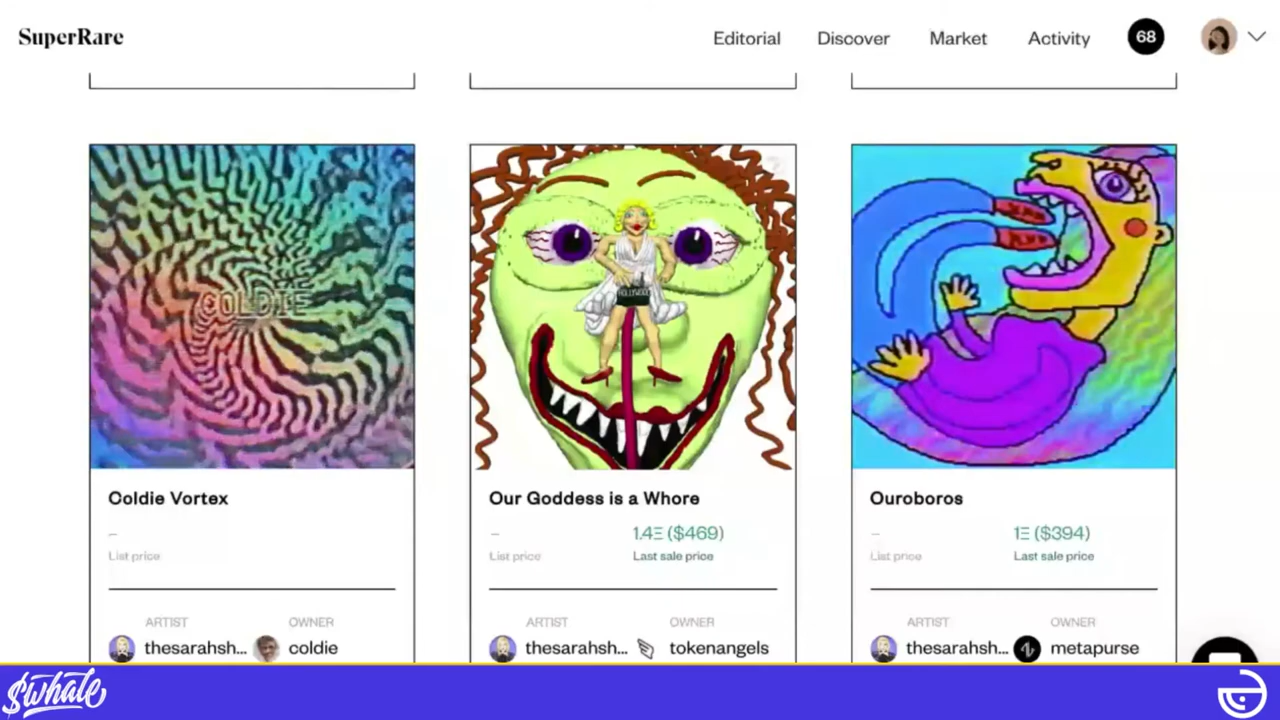 SuperRare
Editorial Discover Market Activity 68
COLDIE
HOLLYWOOD
Coldie Vortex
–
List price
ARTIST OWNER
thesarahsh... coldie
Our Goddess is a Whore
– 1.4Ξ ($469)
List price Last sale price
ARTIST OWNER
thesarahsh... tokenangels
Ouroboros
– 1Ξ ($394)
List price Last sale price
ARTIST OWNER
thesarahsh... metapurse
$whale